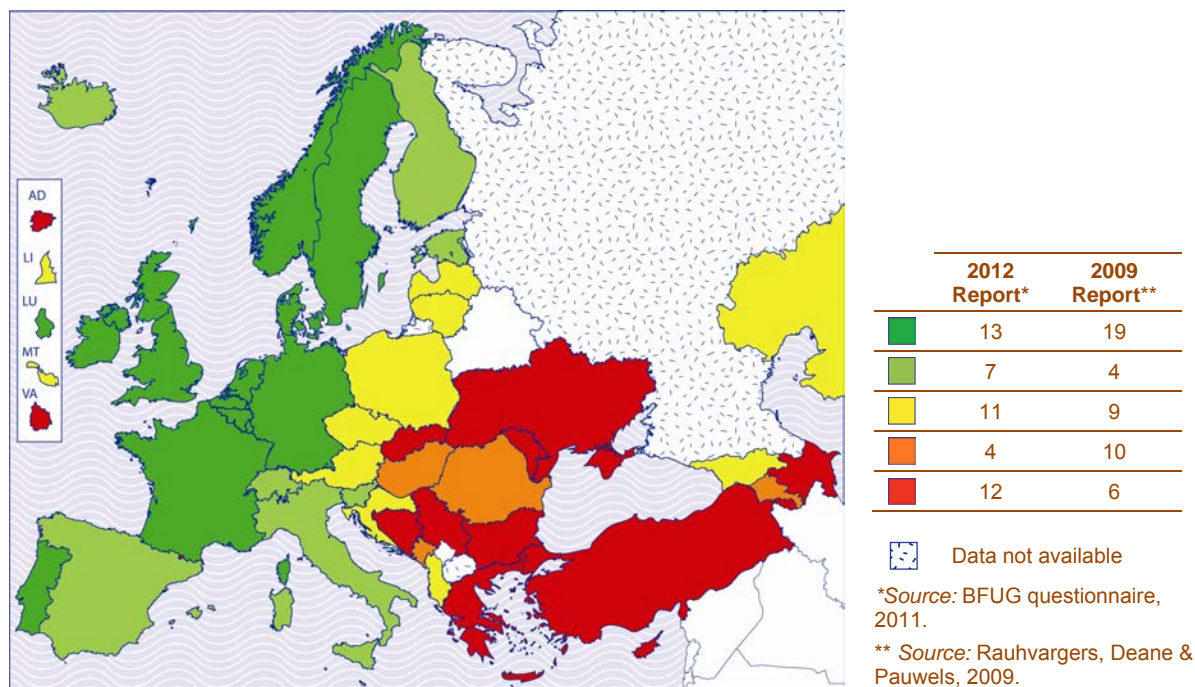 AD
LI
LU
MT
VA
2012 Report* 2009 Report**
13 19
7 4
11 9
4 10
12 6
Data not available
*Source: BFUG questionnaire,
2011.
** Source: Rauhvargers, Deane &
Pauwels, 2009.